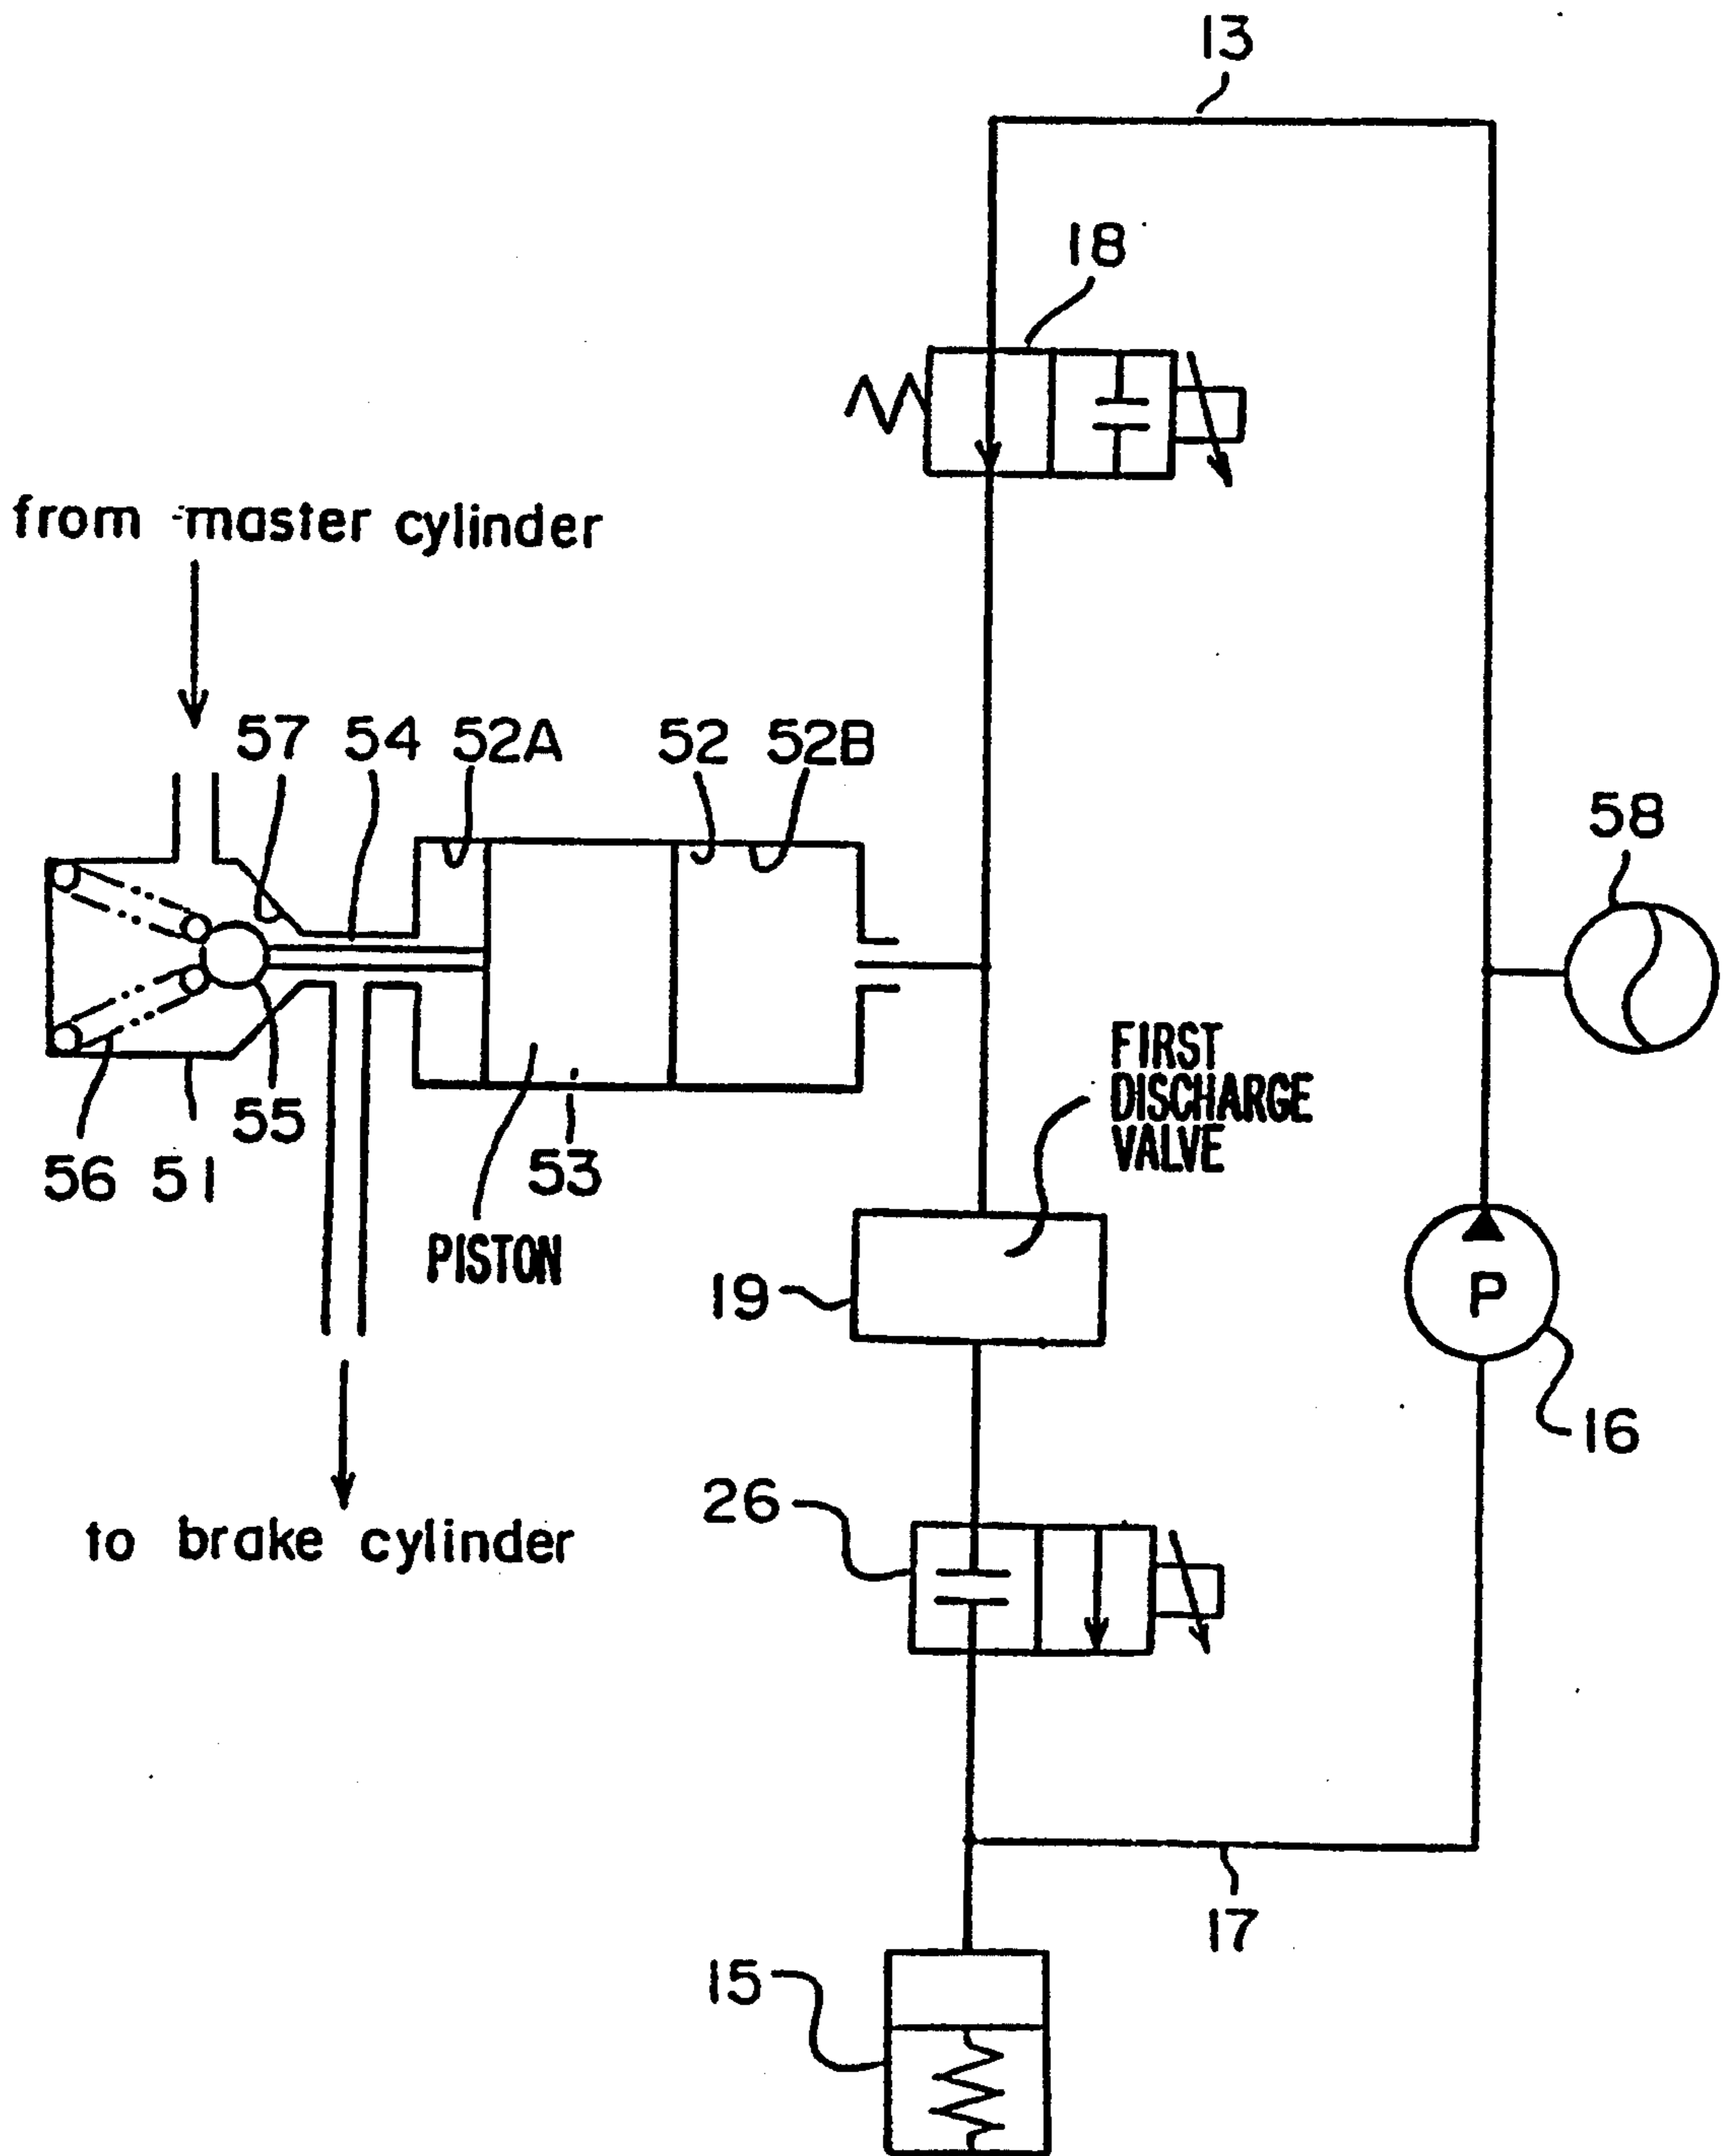 13
18
from master cylinder
57 54 52A 52 52B
58
FIRST
DISCHARGE
VALVE
55
53
56 51
PISTON
19
P
16
26
to brake cylinder
17
15